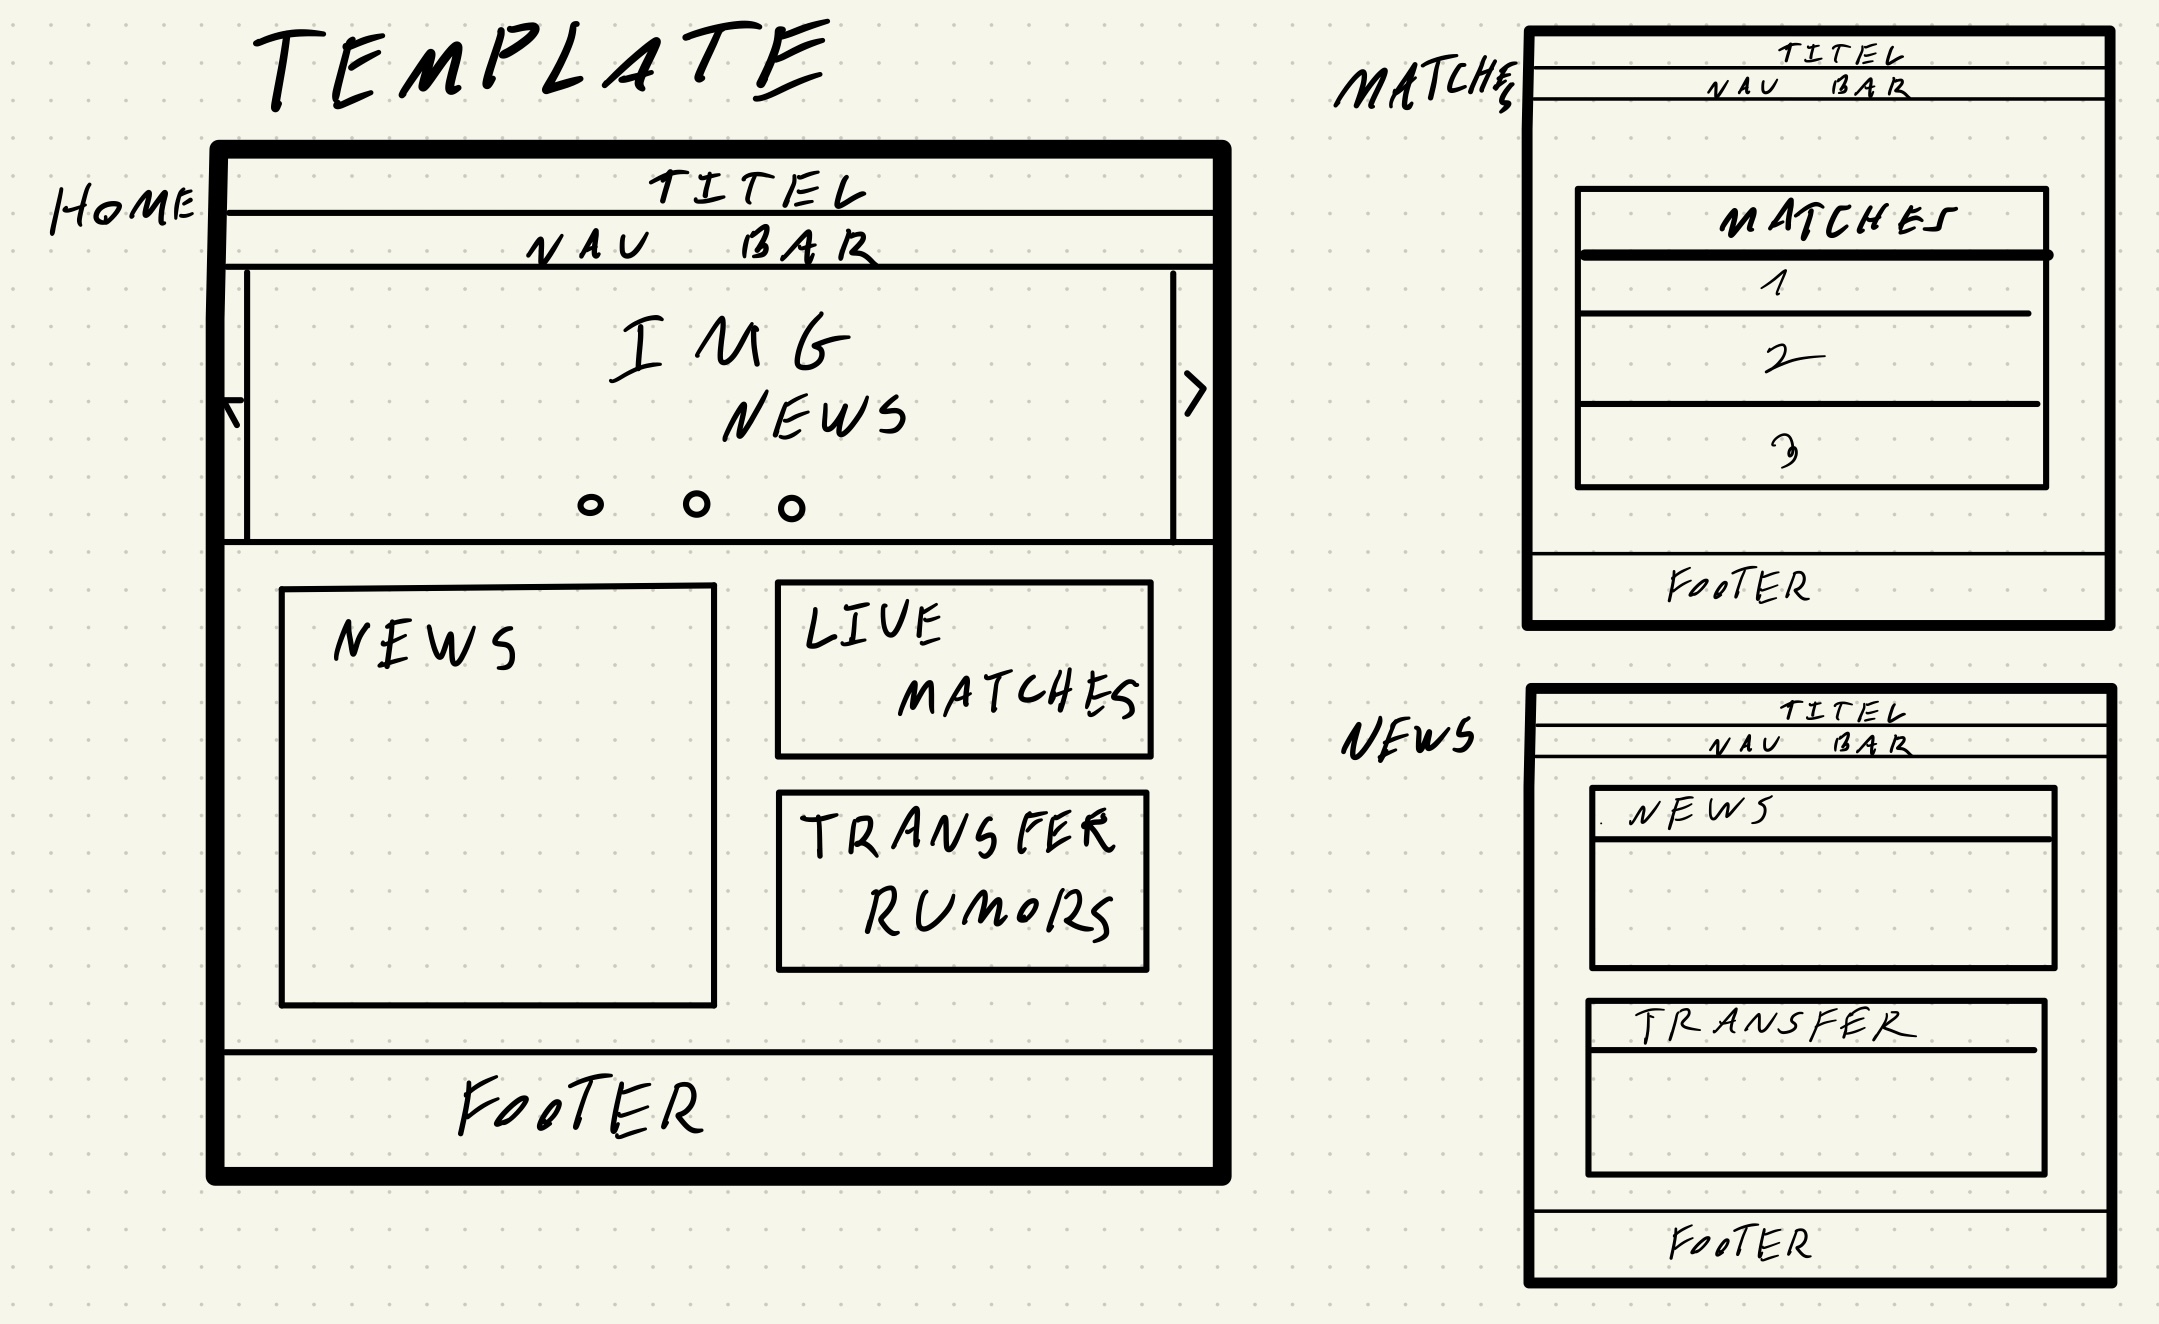 TEMPLATE
HOME
TITEL
NAV BAR
IMG
NEWS
NEWS
LIVE
MATCHES
TRANSFER
RUMORS
FOOTER
MATCHES
TITEL
NAV BAR
MATCHES
1
2
3
FOOTER
NEWS
TITEL
NAV BAR
NEWS
TRANSFER
FOOTER